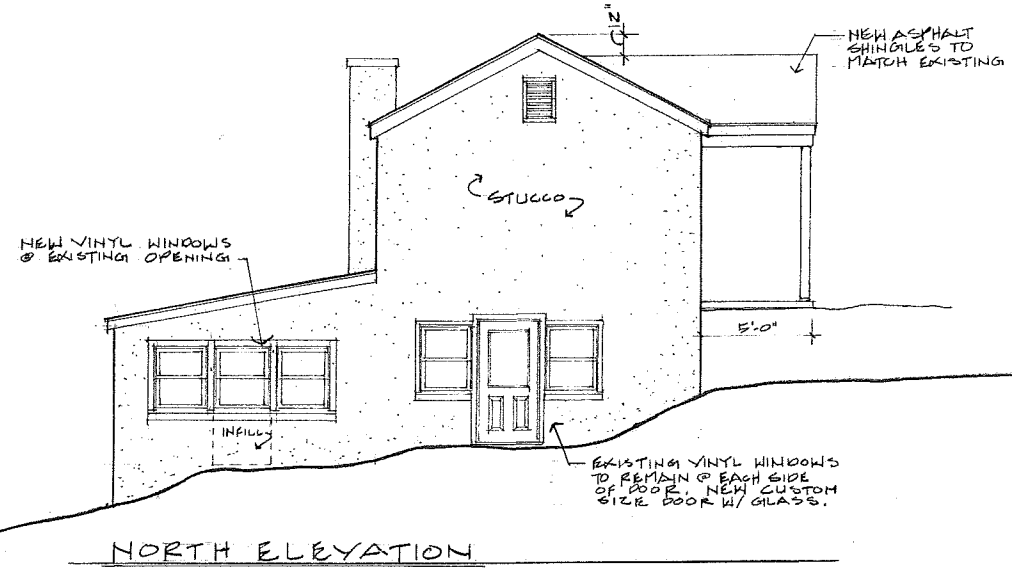 NEW ASPHALT
SHINGLES TO
MATCH EXISTING
STUCCO
NEW VINYL WINDOWS
@ EXISTING OPENING
5'-0"
INFILL
EXISTING VINYL WINDOWS
TO REMAIN @ EACH SIDE
OF DOOR. NEW CUSTOM
SIZE DOOR W/ GLASS.
NORTH ELEVATION